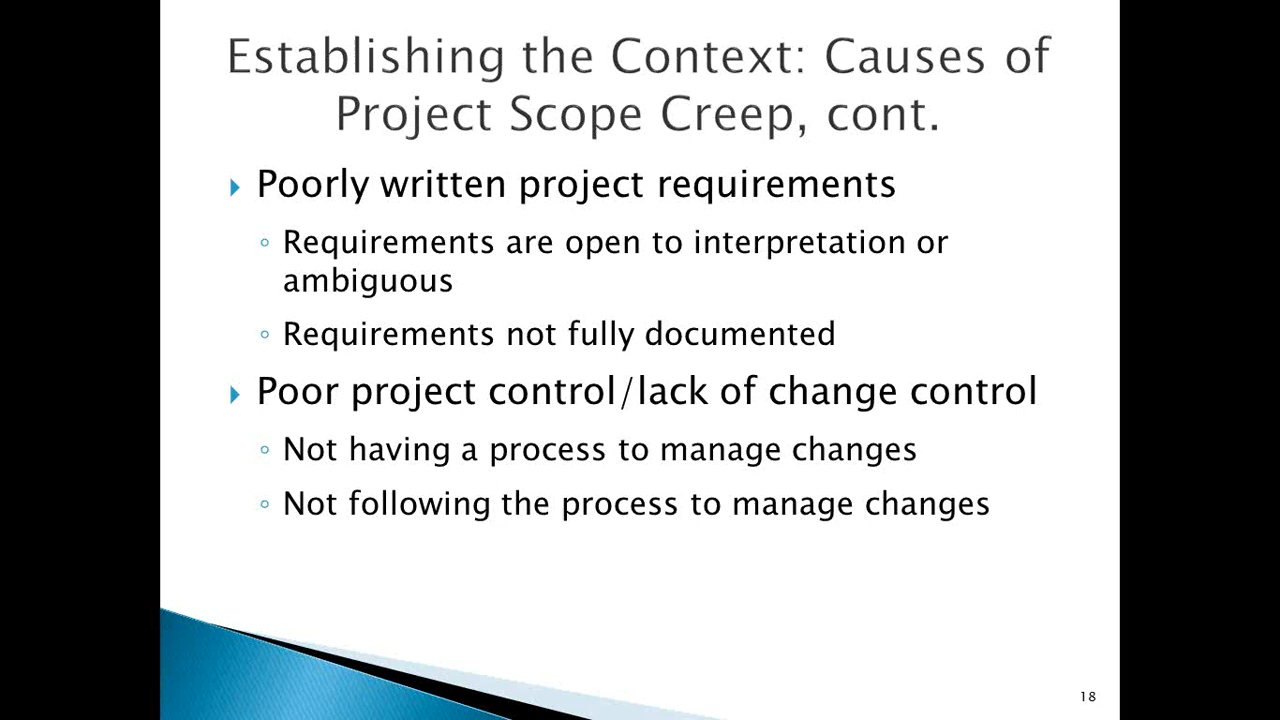 Establishing the Context: Causes of
Project Scope Creep, cont.
Poorly written project requirements
Requirements are open to interpretation or
ambiguous
Requirements not fully documented
Poor project control/lack of change control
Not having a process to manage changes
Not following the process to manage changes
18